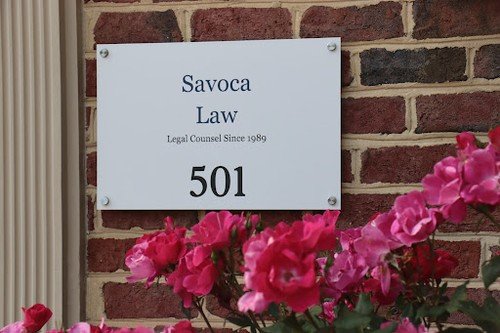 Savoca
Law
Legal Counsel Since 1989
501